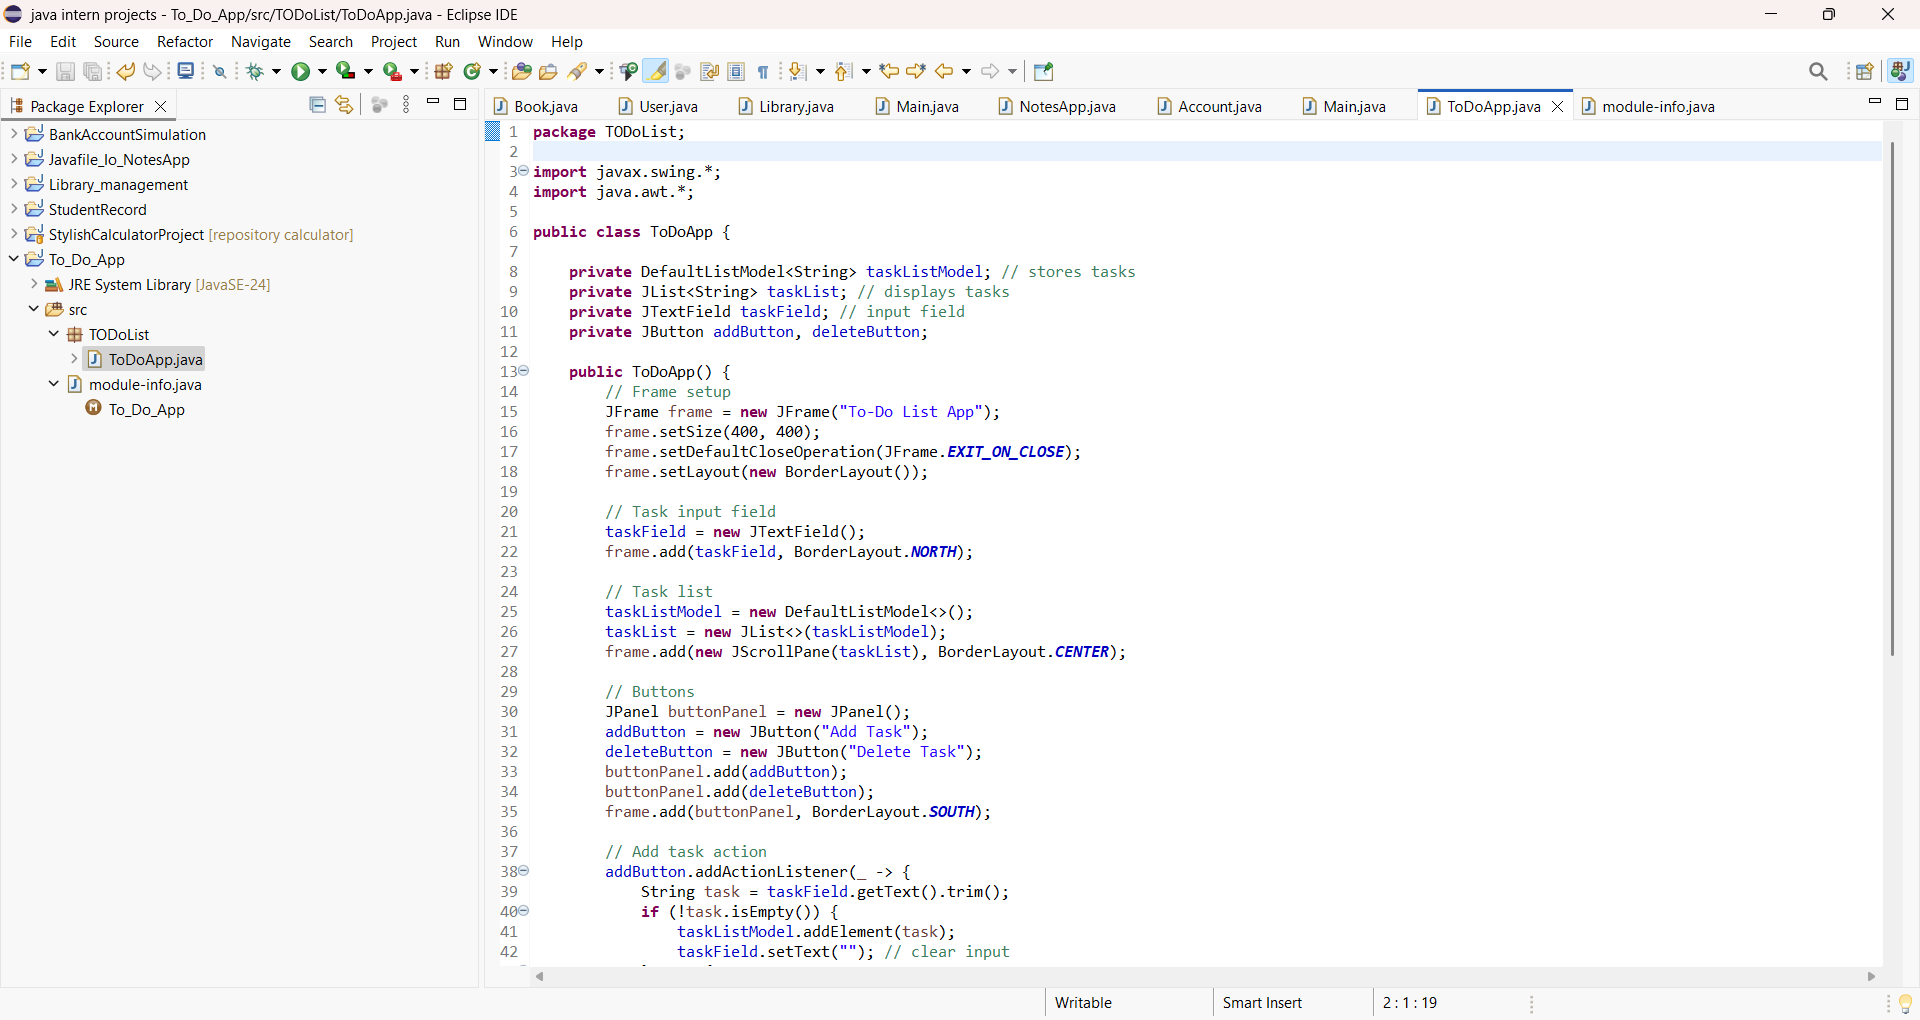 java intern projects - To_Do_App/src/TODoList/ToDoApp.java - Eclipse IDE
File Edit Source Refactor Navigate Search Project Run Window Help
Package Explorer
BankAccountSimulation
Javafile_Io_NotesApp
Library_management
StudentRecord
StylishCalculatorProject [repository calculator]
To_Do_App
JRE System Library [JavaSE-24]
src
TODoList
ToDoApp.java
module-info.java
To_Do_App
Book.java User.java Library.java Main.java NotesApp.java Account.java Main.java ToDoApp.java module-info.java
1 package TODoList;
2
3 import javax.swing.*;
4 import java.awt.*;
5
6 public class ToDoApp {
7
8 private DefaultListModel<String> taskListModel; // stores tasks
9 private JList<String> taskList; // displays tasks
10 private JTextField taskField; // input field
11 private JButton addButton, deleteButton;
12
13 public ToDoApp() {
14 // Frame setup
15 JFrame frame = new JFrame("To-Do List App");
16 frame.setSize(400, 400);
17 frame.setDefaultCloseOperation(JFrame.EXIT_ON_CLOSE);
18 frame.setLayout(new BorderLayout());
19
20 // Task input field
21 taskField = new JTextField();
22 frame.add(taskField, BorderLayout.NORTH);
23
24 // Task list
25 taskListModel = new DefaultListModel<>();
26 taskList = new JList<>(taskListModel);
27 frame.add(new JScrollPane(taskList), BorderLayout.CENTER);
28
29 // Buttons
30 JPanel buttonPanel = new JPanel();
31 addButton = new JButton("Add Task");
32 deleteButton = new JButton("Delete Task");
33 buttonPanel.add(addButton);
34 buttonPanel.add(deleteButton);
35 frame.add(buttonPanel, BorderLayout.SOUTH);
36
37 // Add task action
38 addButton.addActionListener(_ -> {
39 String task = taskField.getText().trim();
40 if (!task.isEmpty()) {
41 taskListModel.addElement(task);
42 taskField.setText(""); // clear input
Writable Smart Insert 2 : 1 : 19